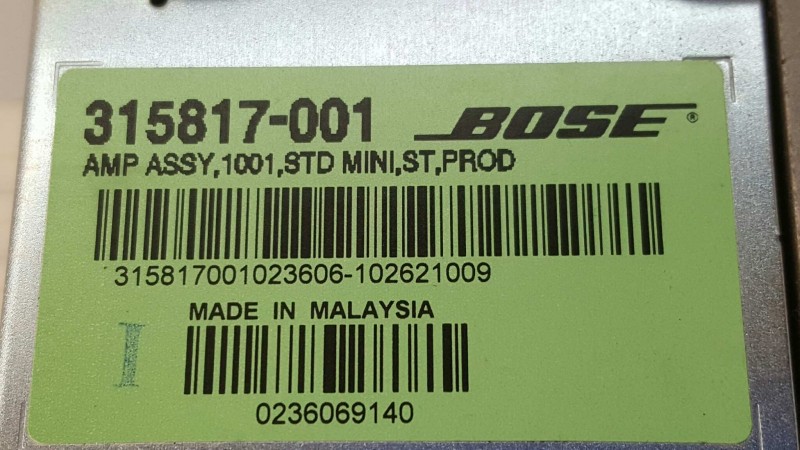 315817-001 BOSE®
AMP ASSY,1001,STD MINI,ST,PROD
315817001023606-102621009
MADE IN MALAYSIA
I
0236069140